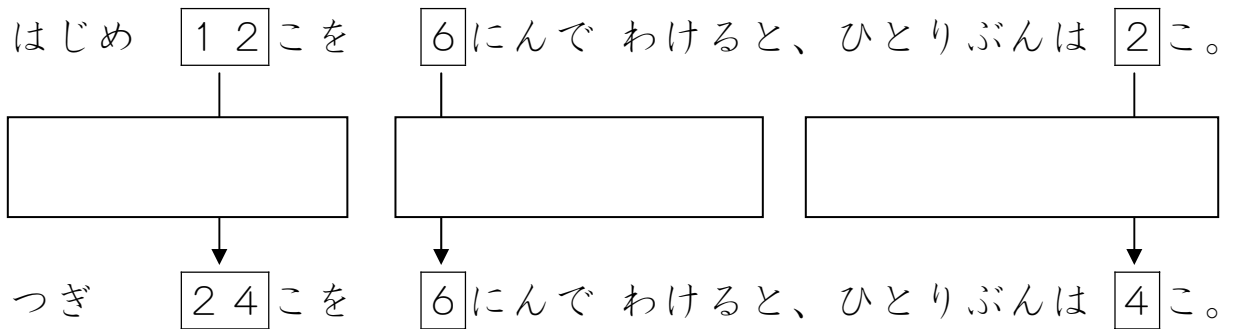 はじめ 12こを 6にんで わけると、ひとりぶんは 2こ。
つぎ 24こを 6にんで わけると、ひとりぶんは 4こ。